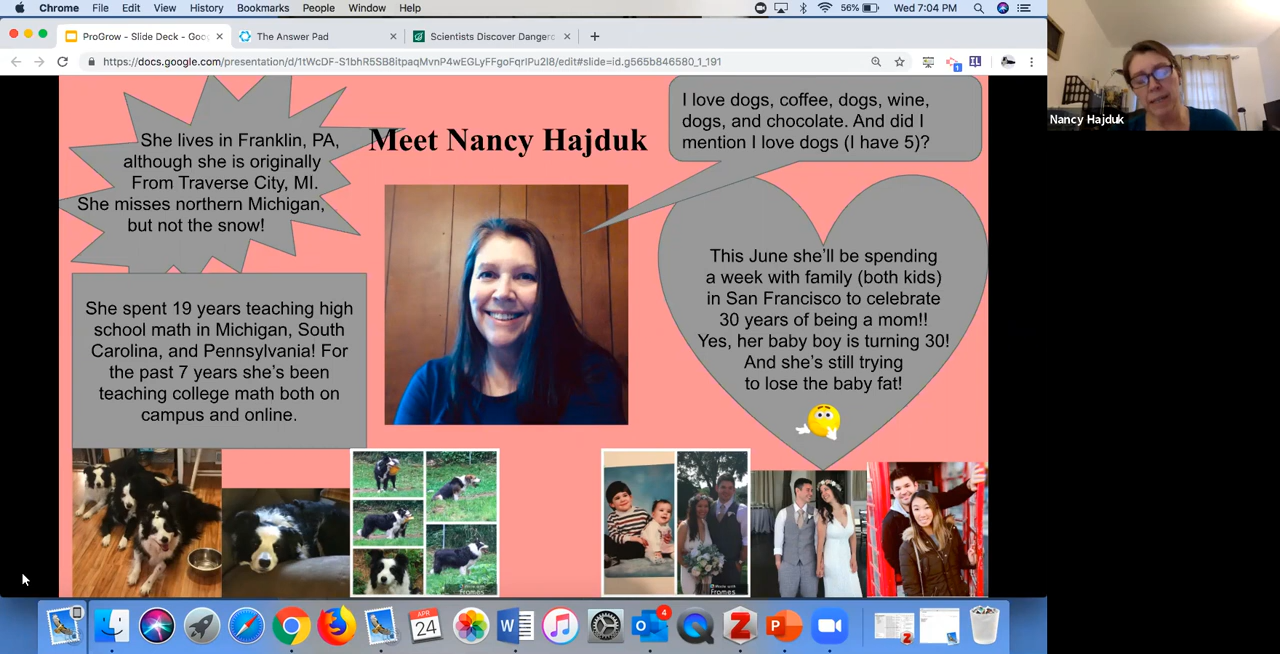 Chrome File Edit View History Bookmarks People Window Help
56% Wed 7:04 PM
ProGrow - Slide Deck - Goo
The Answer Pad
Scientists Discover Dangero
https://docs.google.com/presentation/d/1tWcDF-S1bhR5SB8itpaqMvnP4wEGLyFFgoFqrIPu2I8/edit#slide=id.g565b846580_1_191
1
Nancy Hajduk
Meet Nancy Hajduk
She lives in Franklin, PA,
although she is originally
From Traverse City, MI.
She misses northern Michigan,
but not the snow!
I love dogs, coffee, dogs, wine,
dogs, and chocolate. And did I
mention I love dogs (I have 5)?
She spent 19 years teaching high
school math in Michigan, South
Carolina, and Pennsylvania! For
the past 7 years she's been
teaching college math both on
campus and online.
This June she'll be spending
a week with family (both kids)
in San Francisco to celebrate
30 years of being a mom!!
Yes, her baby boy is turning 30!
And she's still trying
to lose the baby fat!
APR
24
4